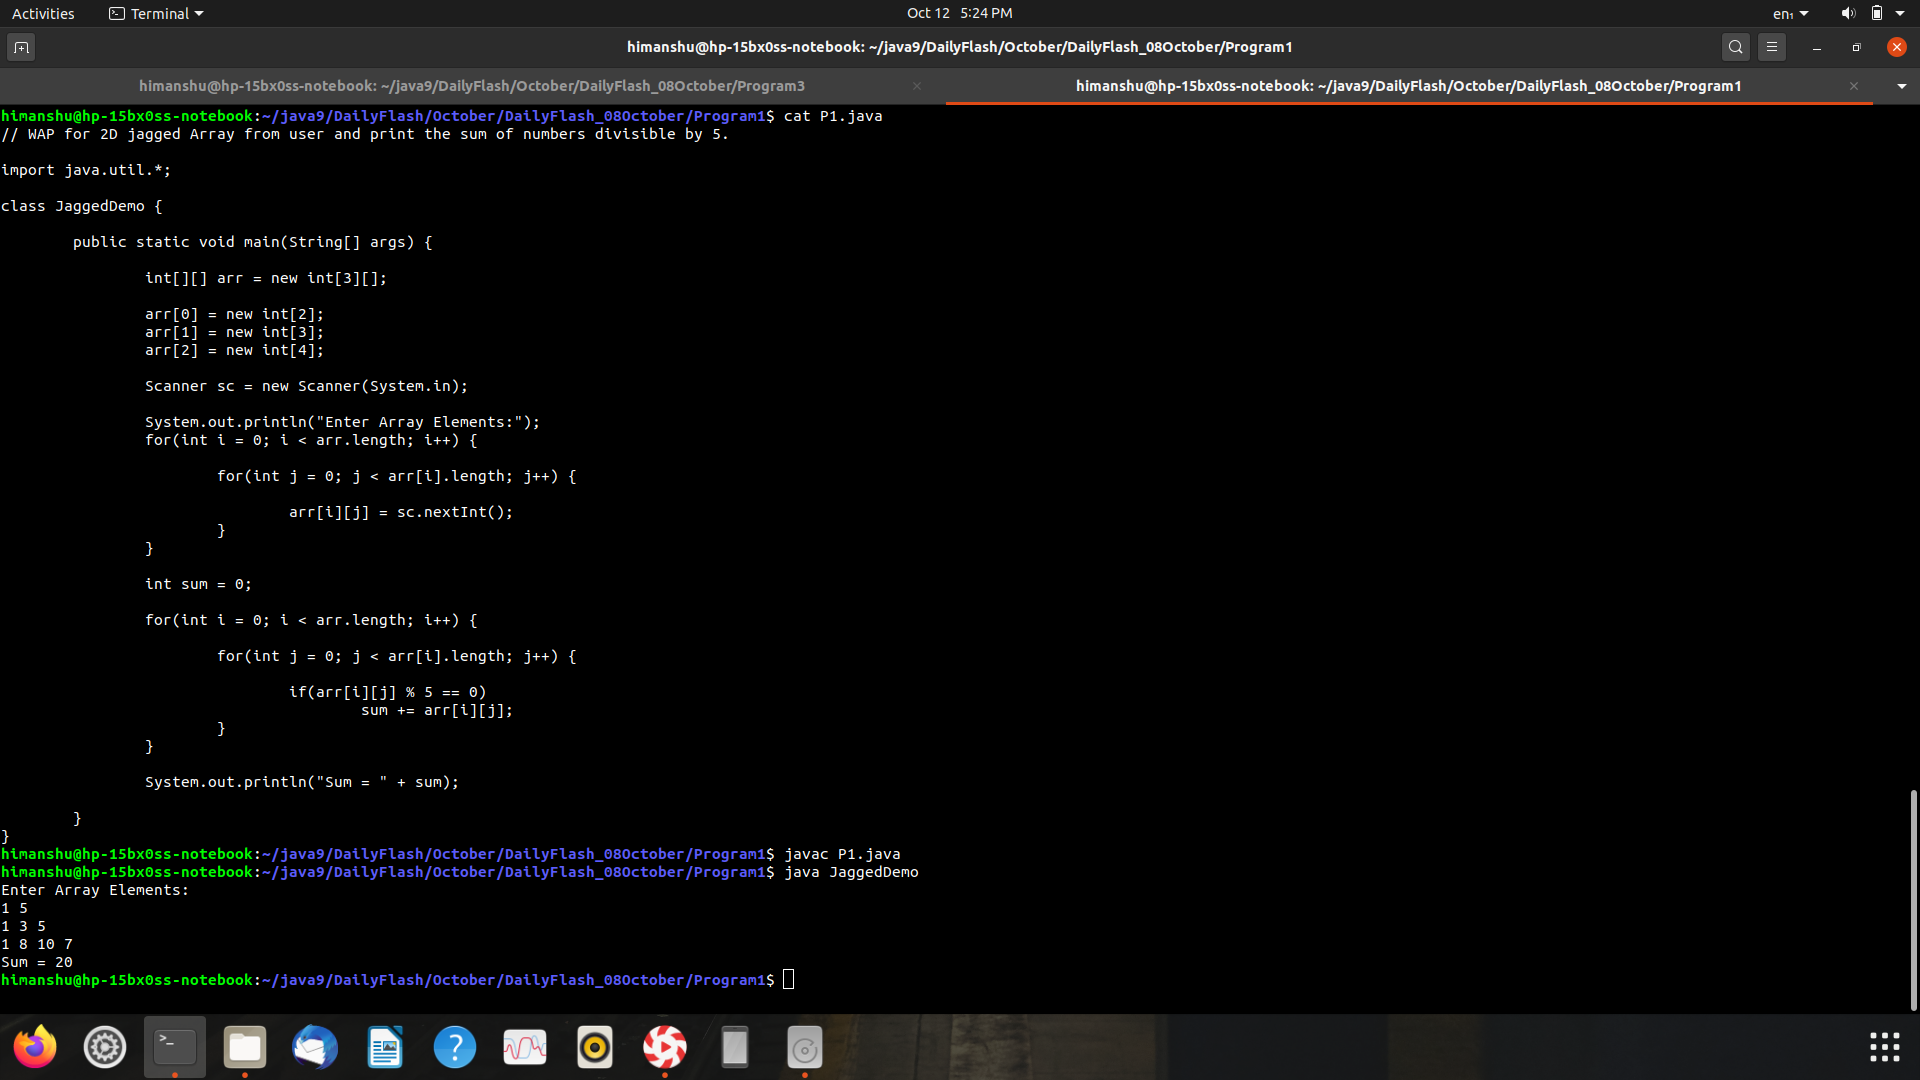 Activities Terminal Oct 12 5:24 PM en₁
himanshu@hp-15bx0ss-notebook: ~/java9/DailyFlash/October/DailyFlash_08October/Program1
himanshu@hp-15bx0ss-notebook: ~/java9/DailyFlash/October/DailyFlash_08October/Program3 himanshu@hp-15bx0ss-notebook: ~/java9/DailyFlash/October/DailyFlash_08October/Program1
himanshu@hp-15bx0ss-notebook:~/java9/DailyFlash/October/DailyFlash_08October/Program1$ cat P1.java
// WAP for 2D jagged Array from user and print the sum of numbers divisible by 5.

import java.util.*;

class JaggedDemo {

        public static void main(String[] args) {

                int[][] arr = new int[3][];

                arr[0] = new int[2];
                arr[1] = new int[3];
                arr[2] = new int[4];

                Scanner sc = new Scanner(System.in);

                System.out.println("Enter Array Elements:");
                for(int i = 0; i < arr.length; i++) {

                        for(int j = 0; j < arr[i].length; j++) {

                                arr[i][j] = sc.nextInt();
                        }
                }

                int sum = 0;

                for(int i = 0; i < arr.length; i++) {

                        for(int j = 0; j < arr[i].length; j++) {

                                if(arr[i][j] % 5 == 0)
                                        sum += arr[i][j];
                        }
                }

                System.out.println("Sum = " + sum);

        }
}
himanshu@hp-15bx0ss-notebook:~/java9/DailyFlash/October/DailyFlash_08October/Program1$ javac P1.java
himanshu@hp-15bx0ss-notebook:~/java9/DailyFlash/October/DailyFlash_08October/Program1$ java JaggedDemo
Enter Array Elements:
1 5
1 3 5
1 8 10 7
Sum = 20
himanshu@hp-15bx0ss-notebook:~/java9/DailyFlash/October/DailyFlash_08October/Program1$